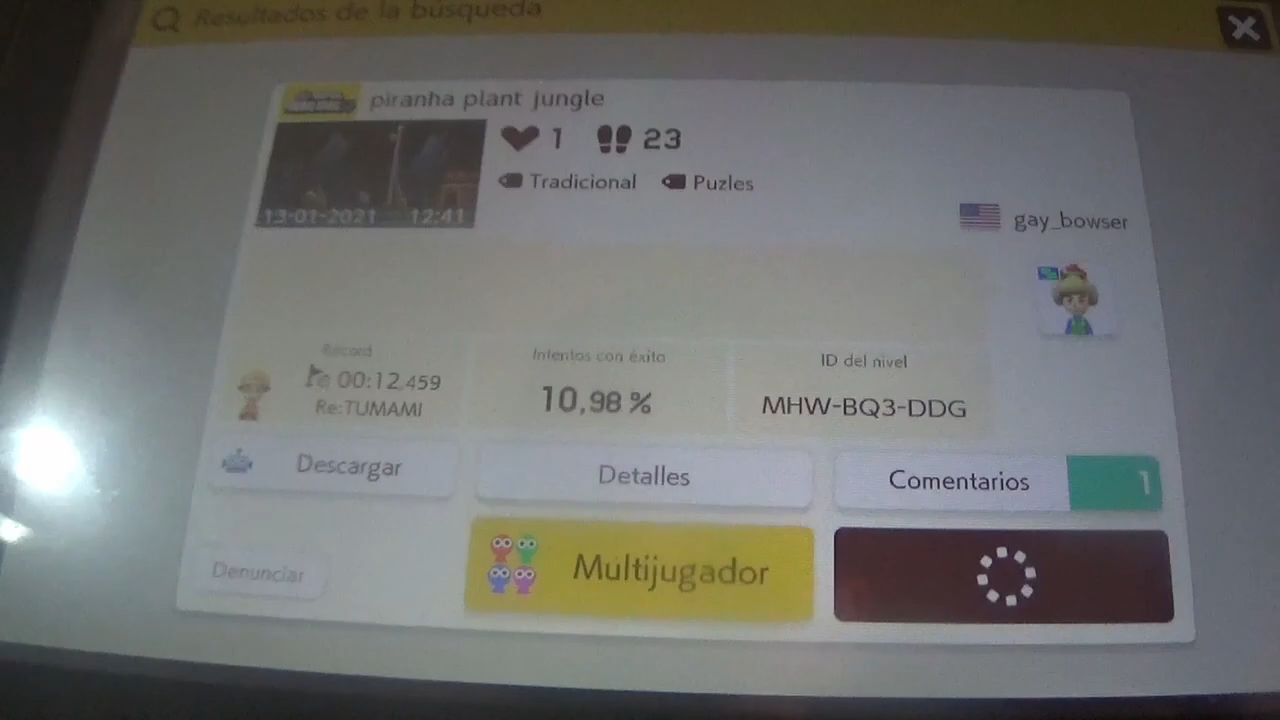 Resultados de la búsqueda
piranha plant jungle
1 23
Tradicional Puzles
13-01-2021 12:41
gay_bowser
Récord
00:12.459
Re:TUMAMI
Intentos con éxito
10,98 %
ID del nivel
MHW-BQ3-DDG
Descargar
Detalles
Comentarios 1
Denunciar
Multijugador